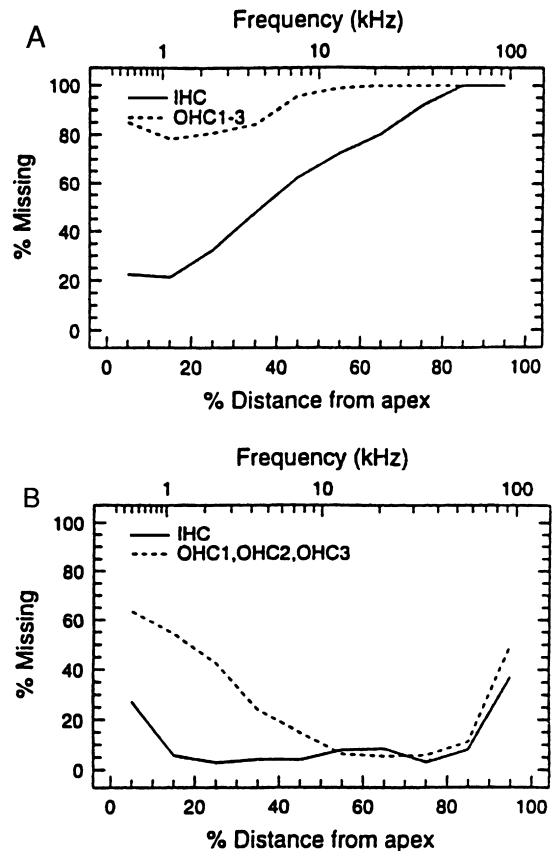 A
Frequency (kHz)
1 10 100
100
80
60
40
20
0
% Missing
IHC
OHC1-3
0 20 40 60 80 100
% Distance from apex
B
Frequency (kHz)
1 10 100
100
80
60
40
20
0
% Missing
IHC
OHC1,OHC2,OHC3
0 20 40 60 80 100
% Distance from apex